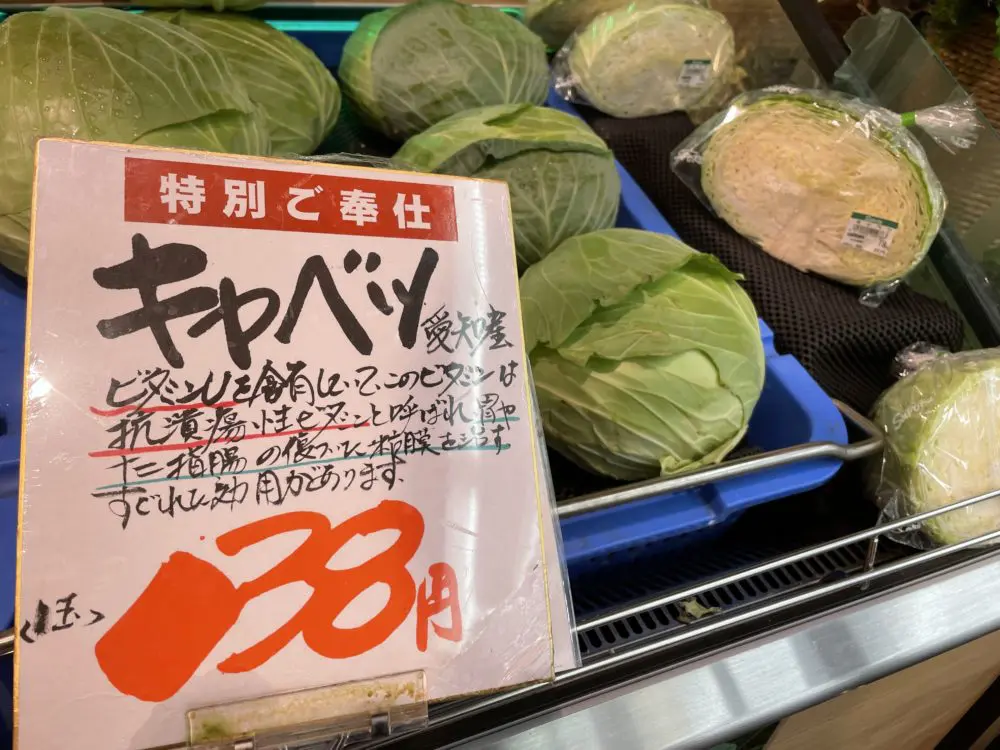 特別ご奉仕
キャベツ
愛知産
ビタミンUを含有していて、このビタミンは
抗潰瘍性ビタミンと呼ばれ胃や
十二指腸の傷ついた粘膜を治す
すぐれた効用があります。
〈1玉〉
138円